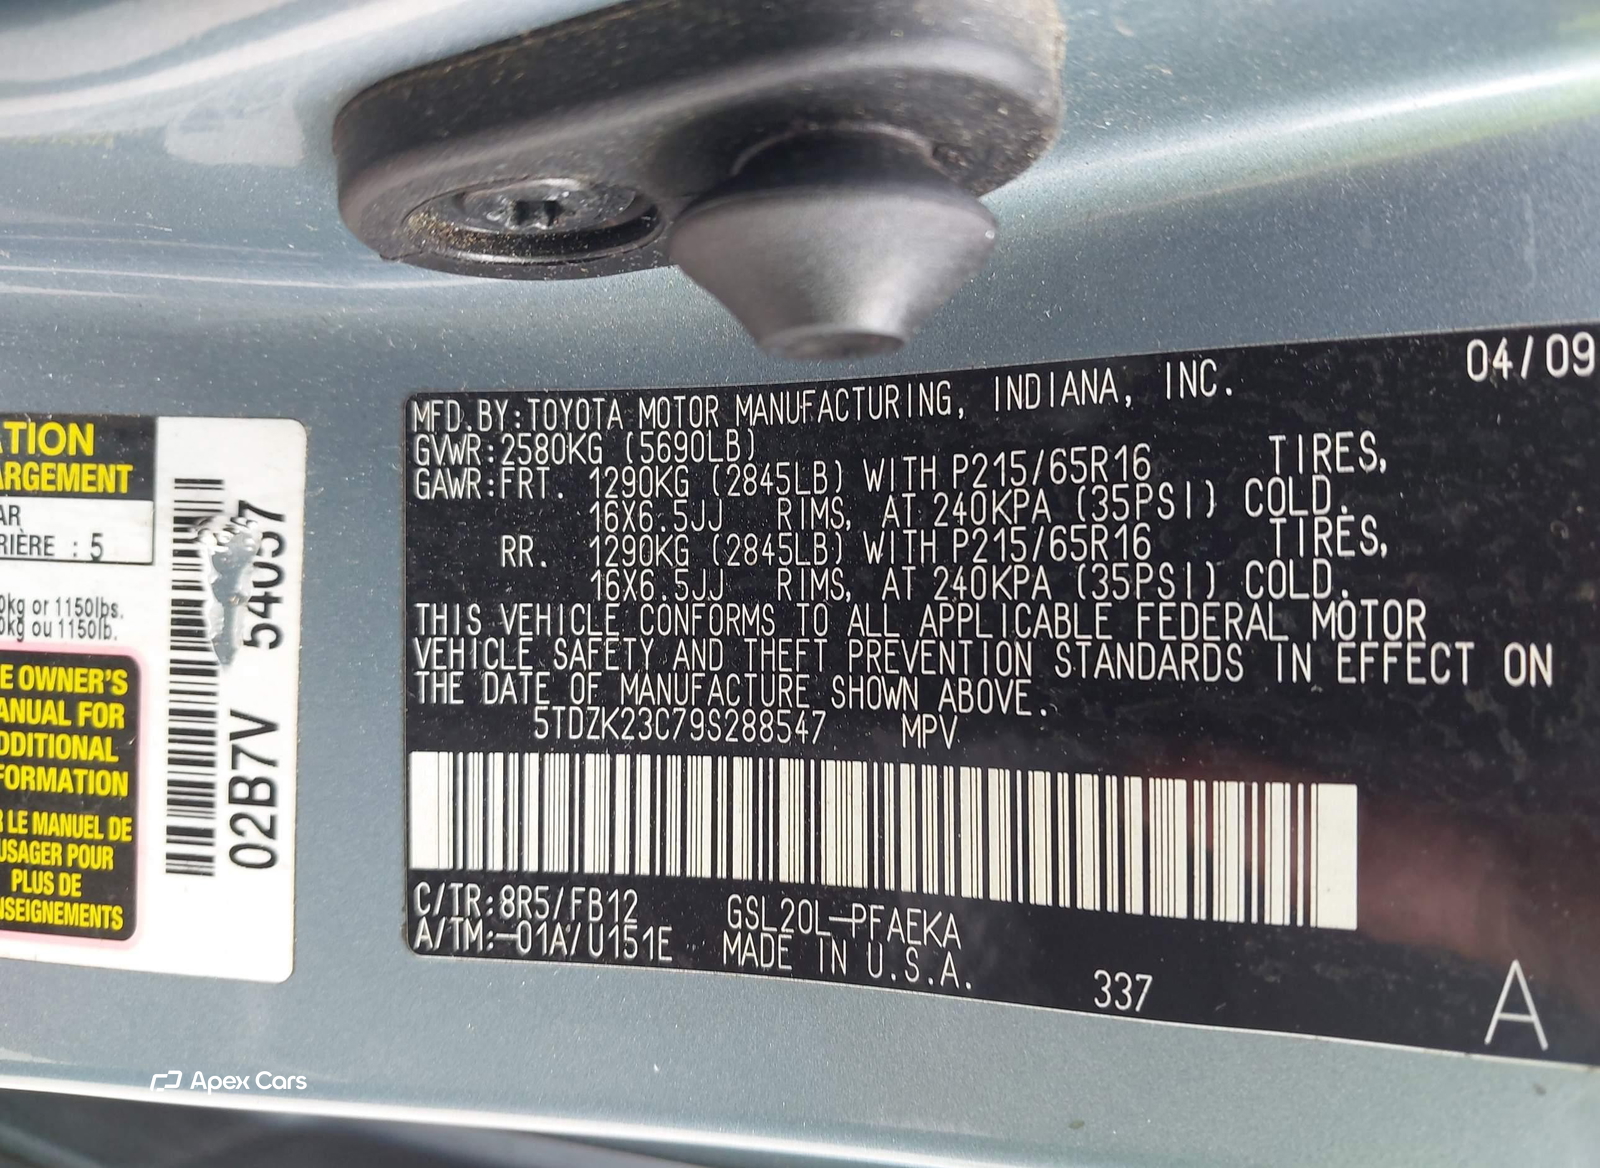 ATION
ARGEMENT
AR
RIÈRE : 5
0kg or 1150lbs.
0kg ou 1150lb.
E OWNER'S
ANUAL FOR
DDITIONAL
FORMATION
R LE MANUEL DE
USAGER POUR
PLUS DE
NSEIGNEMENTS
02B7V 54057
04/09
MFD.BY:TOYOTA MOTOR MANUFACTURING, INDIANA, INC.
GVWR:2580KG (5690LB)
GAWR:FRT. 1290KG (2845LB) WITH P215/65R16 TIRES,
16X6.5JJ RIMS, AT 240KPA (35PSI) COLD.
RR. 1290KG (2845LB) WITH P215/65R16 TIRES,
16X6.5JJ RIMS, AT 240KPA (35PSI) COLD.
THIS VEHICLE CONFORMS TO ALL APPLICABLE FEDERAL MOTOR
VEHICLE SAFETY AND THEFT PREVENTION STANDARDS IN EFFECT ON
THE DATE OF MANUFACTURE SHOWN ABOVE.
5TDZK23C79S288547 MPV
C/TR:8R5/FB12 GSL20L-PFAEKA
A/TM:-01A/U151E MADE IN U.S.A.
337
A
Apex Cars